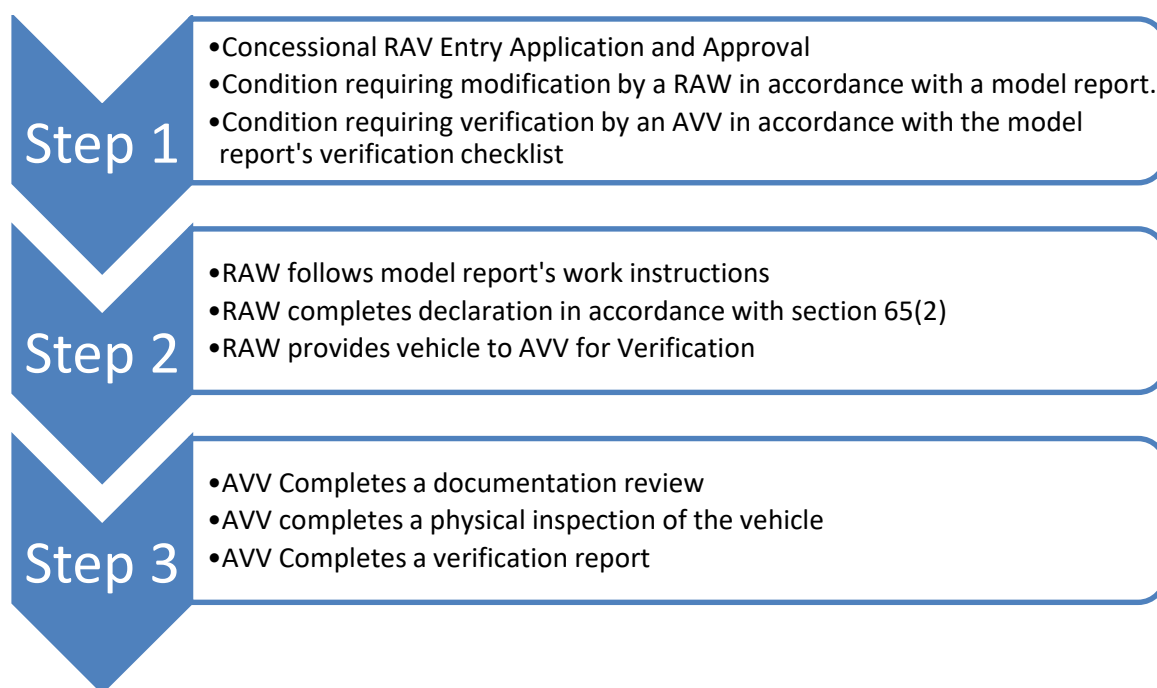 Step 1
•Concessional RAV Entry Application and Approval
•Condition requiring modification by a RAW in accordance with a model report.
•Condition requiring verification by an AVV in accordance with the model
report's verification checklist
Step 2
•RAW follows model report's work instructions
•RAW completes declaration in accordance with section 65(2)
•RAW provides vehicle to AVV for Verification
Step 3
•AVV Completes a documentation review
•AVV completes a physical inspection of the vehicle
•AVV Completes a verification report